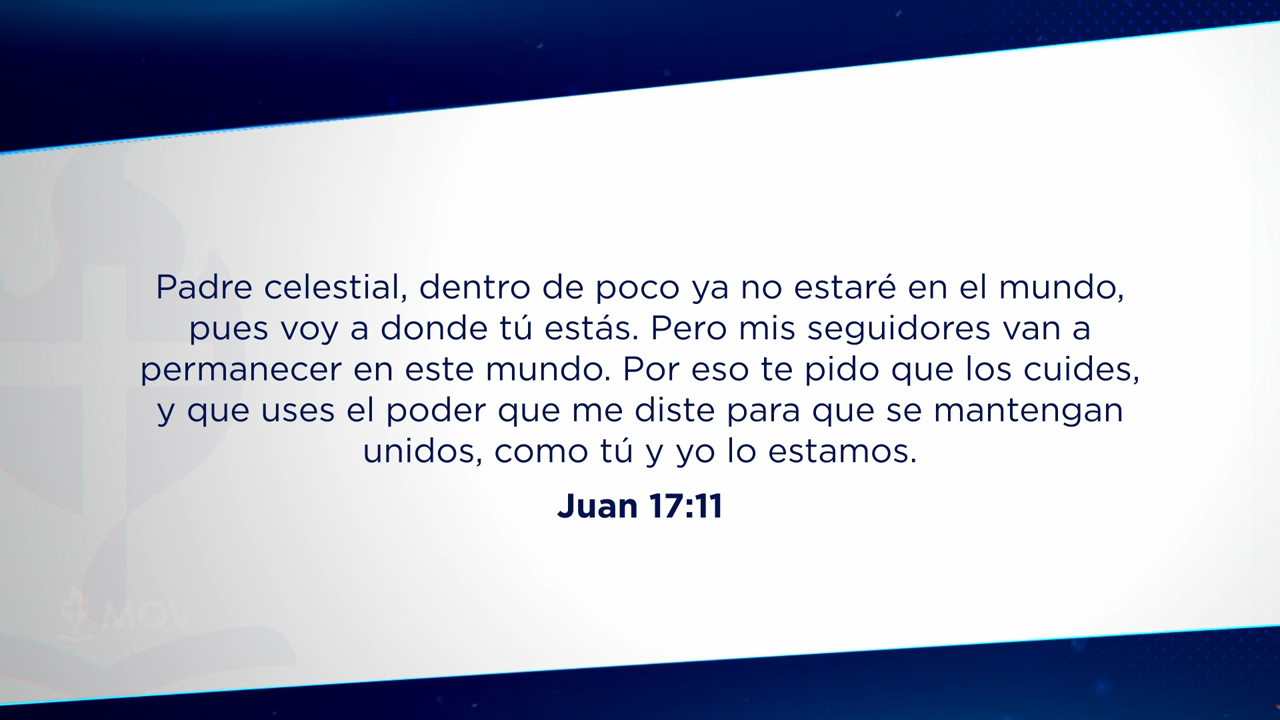 Padre celestial, dentro de poco ya no estaré en el mundo,
pues voy a donde tú estás. Pero mis seguidores van a
permanecer en este mundo. Por eso te pido que los cuides,
y que uses el poder que me diste para que se mantengan
unidos, como tú y yo lo estamos.
Juan 17:11
MQV